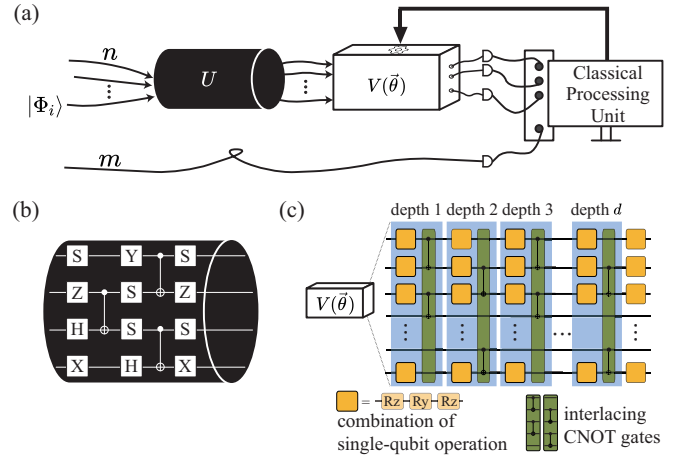 (a)
n
U
V(θ⃗)
⋮
⋮
|Φᵢ⟩
m
Classical
Processing
Unit
(b)
S Y S
Z S Z
H S S
X H X
(c)
depth 1 depth 2 depth 3 depth d
V(θ⃗)
⋮ ⋮ ⋮ ... ⋮
= Rz Ry Rz
combination of
single-qubit operation
interlacing
CNOT gates